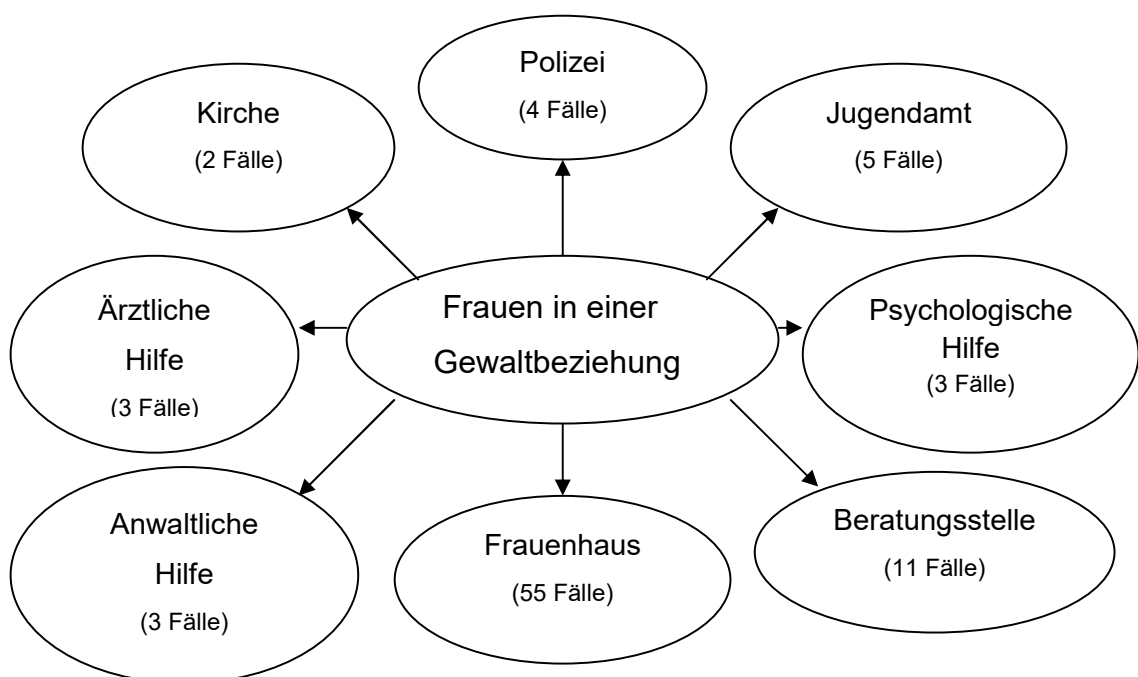 Polizei
(4 Fälle)
Kirche
(2 Fälle)
Jugendamt
(5 Fälle)
Ärztliche
Hilfe
(3 Fälle)
Frauen in einer
Gewaltbeziehung
Psychologische
Hilfe
(3 Fälle)
Anwaltliche
Hilfe
(3 Fälle)
Frauenhaus
(55 Fälle)
Beratungsstelle
(11 Fälle)